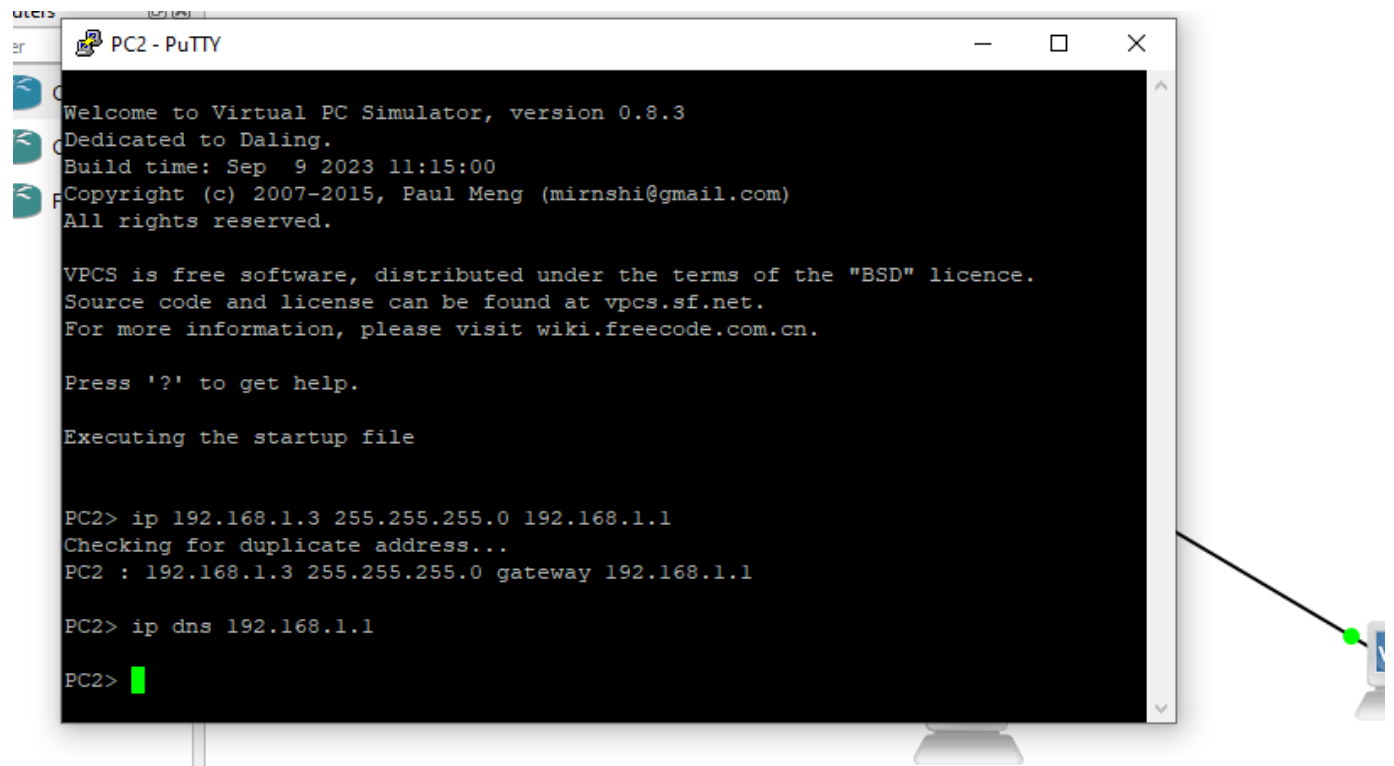 PC2 - PuTTY
Welcome to Virtual PC Simulator, version 0.8.3
Dedicated to Daling.
Build time: Sep  9 2023 11:15:00
Copyright (c) 2007-2015, Paul Meng (mirnshi@gmail.com)
All rights reserved.
VPCS is free software, distributed under the terms of the "BSD" licence.
Source code and license can be found at vpcs.sf.net.
For more information, please visit wiki.freecode.com.cn.
Press '?' to get help.
Executing the startup file
PC2> ip 192.168.1.3 255.255.255.0 192.168.1.1
Checking for duplicate address...
PC2 : 192.168.1.3 255.255.255.0 gateway 192.168.1.1
PC2> ip dns 192.168.1.1
PC2>